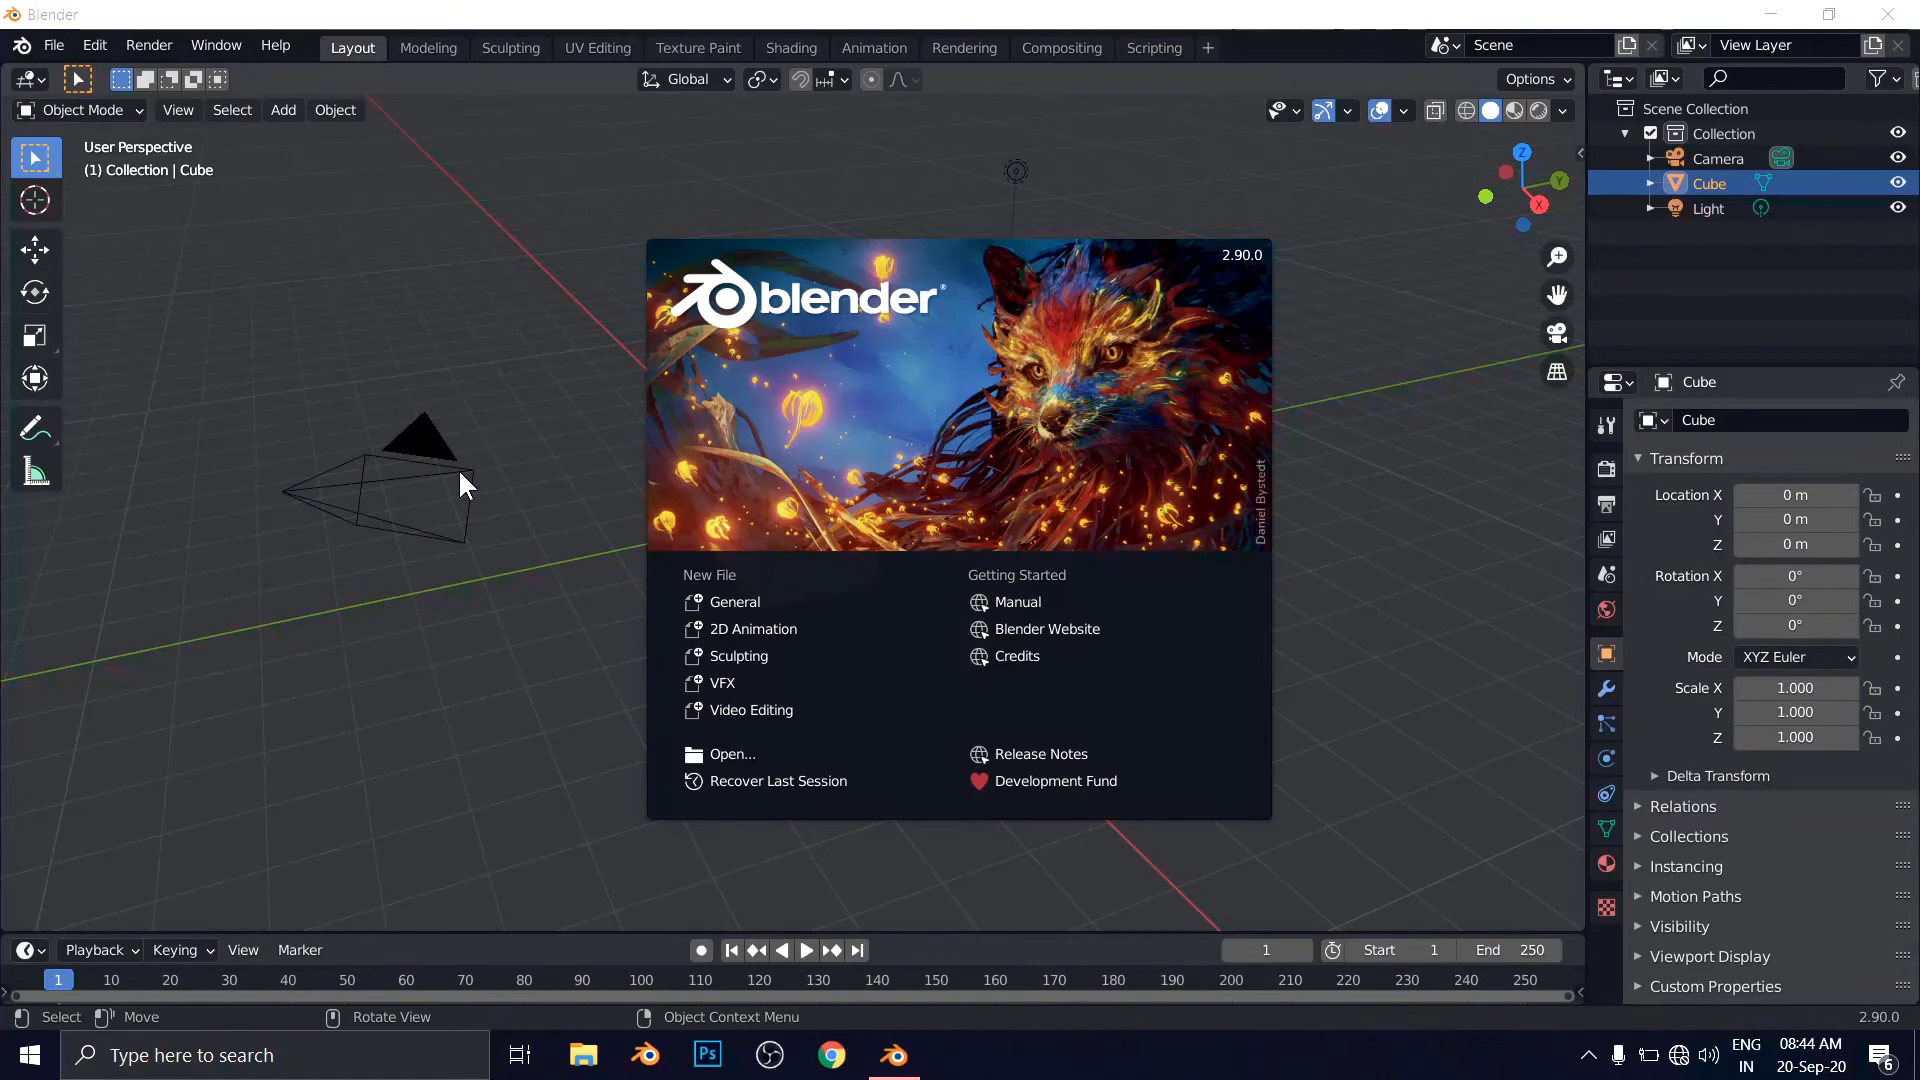 Blender
File Edit Render Window Help Layout Modeling Sculpting UV Editing Texture Paint Shading Animation Rendering Compositing Scripting + Scene View Layer
Global Options
Object Mode View Select Add Object
User Perspective
(1) Collection | Cube
Z
Y
X
Scene Collection
Collection
Camera
Cube
Light
2.90.0
blender
Daniel Bystedt
New File
General
2D Animation
Sculpting
VFX
Video Editing
Open...
Recover Last Session
Getting Started
Manual
Blender Website
Credits
Release Notes
Development Fund
Cube
Cube
Transform
Location X 0 m
Y 0 m
Z 0 m
Rotation X 0°
Y 0°
Z 0°
Mode XYZ Euler
Scale X 1.000
Y 1.000
Z 1.000
Delta Transform
Relations
Collections
Instancing
Motion Paths
Visibility
Viewport Display
Custom Properties
Playback Keying View Marker 1 Start 1 End 250
1 10 20 30 40 50 60 70 80 90 100 110 120 130 140 150 160 170 180 190 200 210 220 230 240 250
Select Move Rotate View Object Context Menu 2.90.0
Type here to search
Ps
ENG
IN
08:44 AM
20-Sep-20
6